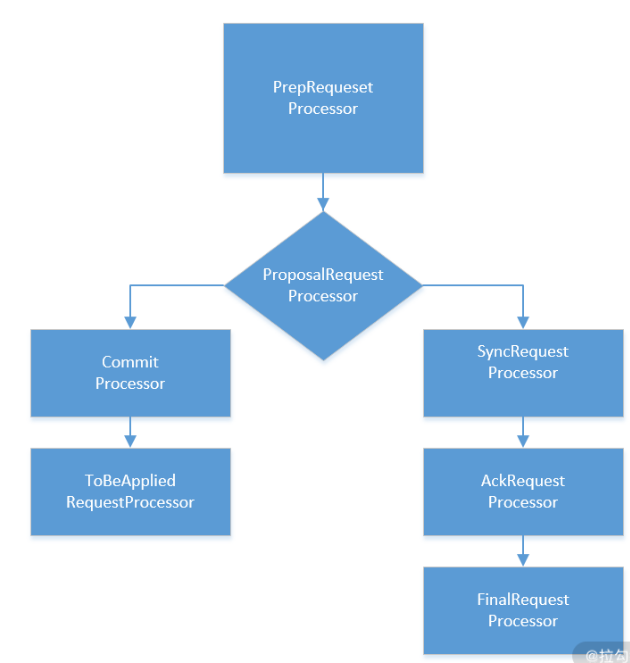 PrepRequeset
Processor
ProposalRequest
Processor
Commit
Processor
SyncRequest
Processor
ToBeApplied
RequestProcessor
AckRequest
Processor
FinalRequest
Processor
@拉勾